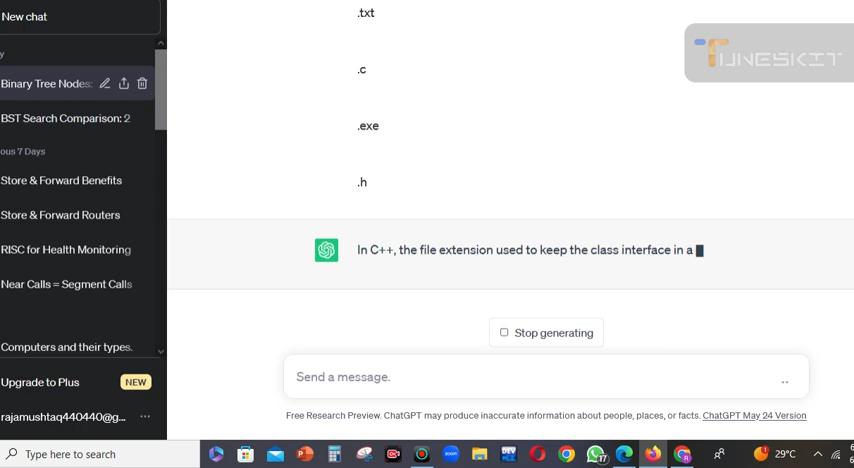 New chat
y
Binary Tree Nodes:
BST Search Comparison: 2
ous 7 Days
Store & Forward Benefits
Store & Forward Routers
RISC for Health Monitoring
Near Calls = Segment Calls
Computers and their types.
Upgrade to Plus NEW
rajamushtaq440440@g...
.txt
.c
.exe
.h
TUNESKIT
In C++, the file extension used to keep the class interface in a
Stop generating
Send a message.
Free Research Preview. ChatGPT may produce inaccurate information about people, places, or facts. ChatGPT May 24 Version
Type here to search
zoom
DEV
17
29°C